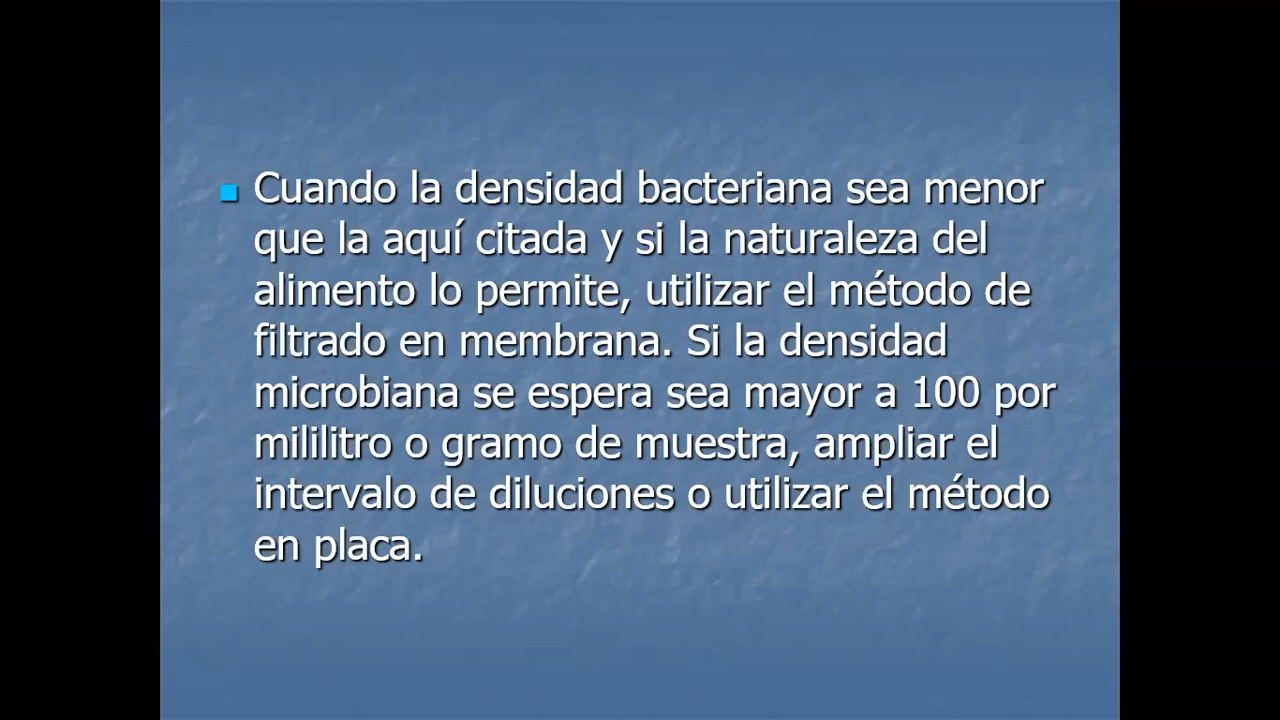 Cuando la densidad bacteriana sea menor
que la aquí citada y si la naturaleza del
alimento lo permite, utilizar el método de
filtrado en membrana. Si la densidad
microbiana se espera sea mayor a 100 por
mililitro o gramo de muestra, ampliar el
intervalo de diluciones o utilizar el método
en placa.